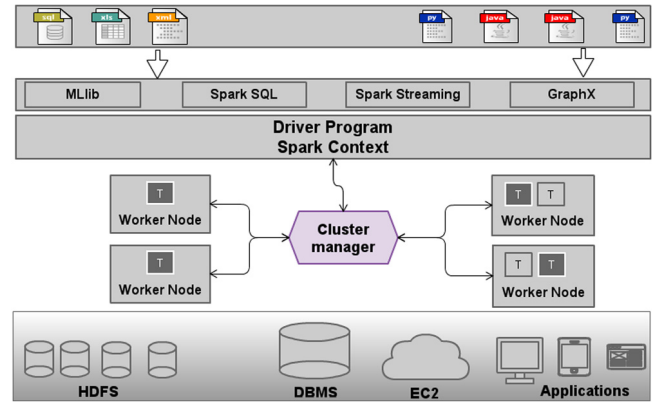 sql xls xml py java java py
MLlib Spark SQL Spark Streaming GraphX
Driver Program
Spark Context
T T T
Worker Node Worker Node
Cluster
manager
T T T
Worker Node Worker Node
HDFS DBMS EC2 Applications